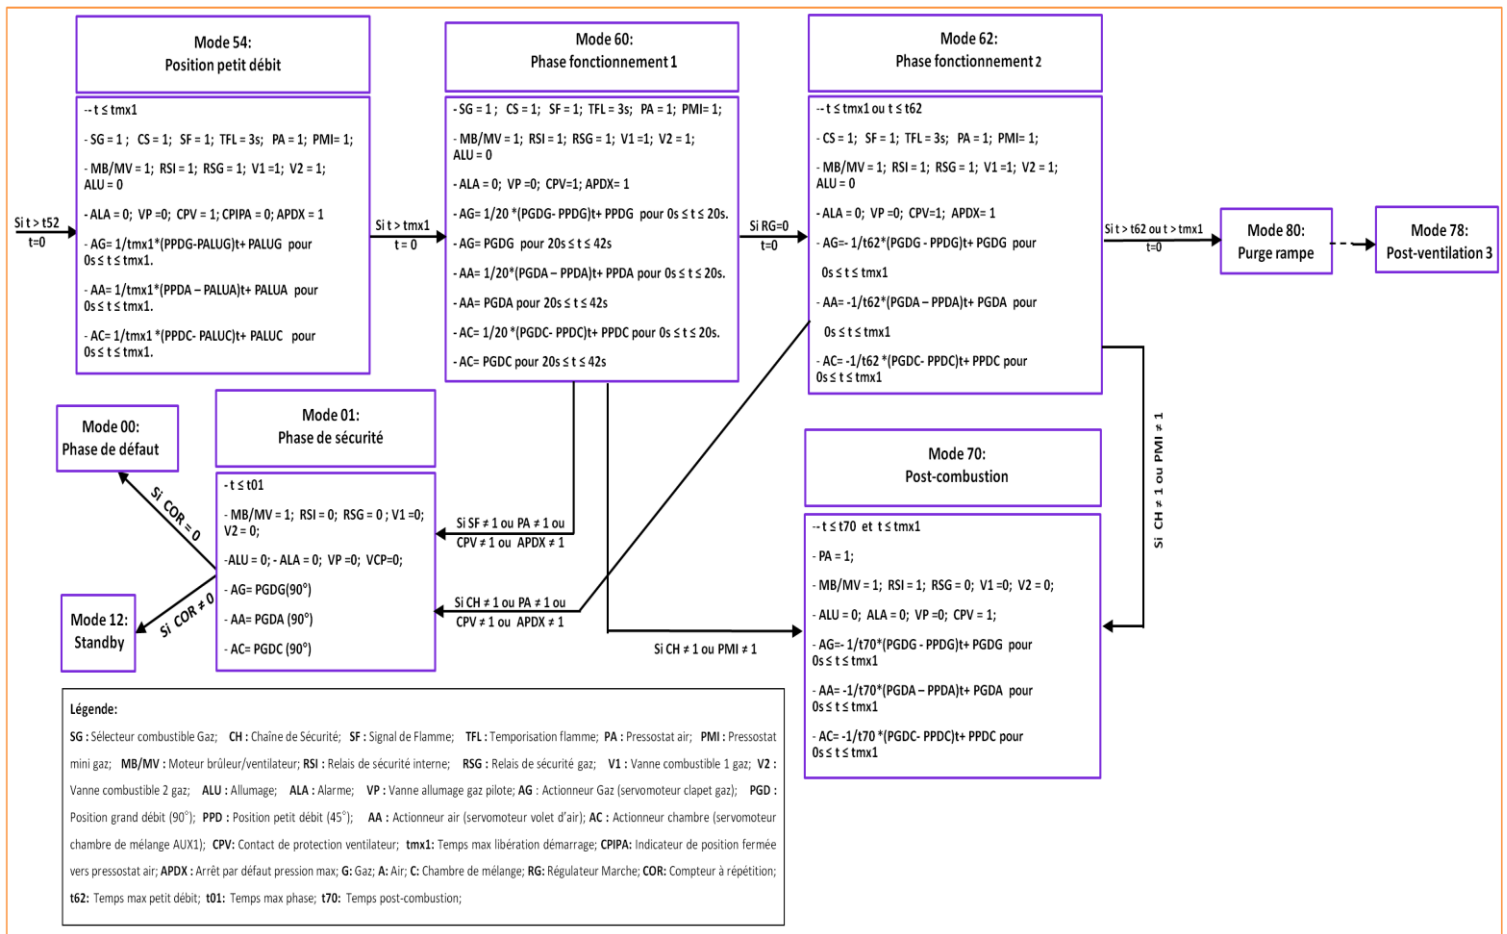 Mode 54:
Position petit débit
-- t ≤ tmx1
- SG = 1 ; CS = 1; SF = 1; TFL = 3s; PA = 1; PMI= 1;
- MB/MV = 1; RSI = 1; RSG = 1; V1 =1; V2 = 1;
ALU = 0
- ALA = 0; VP =0; CPV = 1; CPIPA = 0; APDX = 1
- AG= 1/tmx1*(PPDG-PALUG)t+ PALUG pour
0s ≤ t ≤ tmx1.
- AA= 1/tmx1*(PPDA – PALUA)t+ PALUA pour
0s ≤ t ≤ tmx1.
- AC= 1/tmx1 *(PPDC- PALUC)t+ PALUC pour
0s ≤ t ≤ tmx1.
Si t > t52
t=0
Si t > tmx1
t = 0
Mode 60:
Phase fonctionnement 1
- SG = 1 ; CS = 1; SF = 1; TFL = 3s; PA = 1; PMI= 1;
- MB/MV = 1; RSI = 1; RSG = 1; V1 =1; V2 = 1;
ALU = 0
- ALA = 0; VP =0; CPV=1; APDX= 1
- AG= 1/20 *(PGDG- PPDG)t+ PPDG pour 0s ≤ t ≤ 20s.
- AG= PGDG pour 20s ≤ t ≤ 42s
- AA= 1/20*(PGDA – PPDA)t+ PPDA pour 0s ≤ t ≤ 20s.
- AA= PGDA pour 20s ≤ t ≤ 42s
- AC= 1/20 *(PGDC- PPDC)t+ PPDC pour 0s ≤ t ≤ 20s.
- AC= PGDC pour 20s ≤ t ≤ 42s
Si RG=0
t=0
Mode 62:
Phase fonctionnement 2
-- t ≤ tmx1 ou t ≤ t62
- CS = 1; SF = 1; TFL = 3s; PA = 1; PMI= 1;
- MB/MV = 1; RSI = 1; RSG = 1; V1 =1; V2 = 1;
ALU = 0
- ALA = 0; VP =0; CPV=1; APDX= 1
- AG=- 1/t62*(PGDG - PPDG)t+ PGDG pour
0s ≤ t ≤ tmx1
- AA= -1/t62*(PGDA – PPDA)t+ PGDA pour
0s ≤ t ≤ tmx1
- AC= -1/t62 *(PGDC- PPDC)t+ PPDC pour
0s ≤ t ≤ tmx1
Si t > t62 ou t > tmx1
t=0
Mode 80:
Purge rampe
Mode 78:
Post-ventilation 3
Mode 00:
Phase de défaut
Si COR = 0
Mode 12:
Standby
Si COR ≠ 0
Mode 01:
Phase de sécurité
- t ≤ t01
- MB/MV = 1; RSI = 0; RSG = 0 ; V1 =0;
V2 = 0;
-ALU = 0; - ALA = 0; VP =0; VCP=0;
- AG= PGDG(90°)
- AA= PGDA (90°)
- AC= PGDC (90°)
Si SF ≠ 1 ou PA ≠ 1 ou
CPV ≠ 1 ou APDX ≠ 1
Si CH ≠ 1 ou PA ≠ 1 ou
CPV ≠ 1 ou APDX ≠ 1
Si CH ≠ 1 ou PMI ≠ 1
Mode 70:
Post-combustion
-- t ≤ t70 et t ≤ tmx1
- PA = 1;
- MB/MV = 1; RSI = 1; RSG = 0; V1 =0; V2 = 0;
- ALU = 0; ALA = 0; VP =0; CPV = 1;
- AG=- 1/t70*(PGDG - PPDG)t+ PGDG pour
0s ≤ t ≤ tmx1
- AA= -1/t70*(PGDA – PPDA)t+ PGDA pour
0s ≤ t ≤ tmx1
- AC= -1/t70 *(PGDC- PPDC)t+ PPDC pour
0s ≤ t ≤ tmx1
Si CH ≠ 1 ou PMI ≠ 1
Légende:
SG : Sélecteur combustible Gaz; CH : Chaîne de Sécurité; SF : Signal de Flamme; TFL : Temporisation flamme; PA : Pressostat air; PMI : Pressostat
mini gaz; MB/MV : Moteur brûleur/ventilateur; RSI : Relais de sécurité interne; RSG : Relais de sécurité gaz; V1 : Vanne combustible 1 gaz; V2 :
Vanne combustible 2 gaz; ALU : Allumage; ALA : Alarme; VP : Vanne allumage gaz pilote; AG : Actionneur Gaz (servomoteur clapet gaz); PGD :
Position grand débit (90°); PPD : Position petit débit (45°); AA : Actionneur air (servomoteur volet d'air); AC : Actionneur chambre (servomoteur
chambre de mélange AUX1); CPV: Contact de protection ventilateur; tmx1: Temps max libération démarrage; CPIPA: Indicateur de position fermée
vers pressostat air; APDX : Arrêt par défaut pression max; G: Gaz; A: Air; C: Chambre de mélange; RG: Régulateur Marche; COR: Compteur à répétition;
t62: Temps max petit débit; t01: Temps max phase; t70: Temps post-combustion;